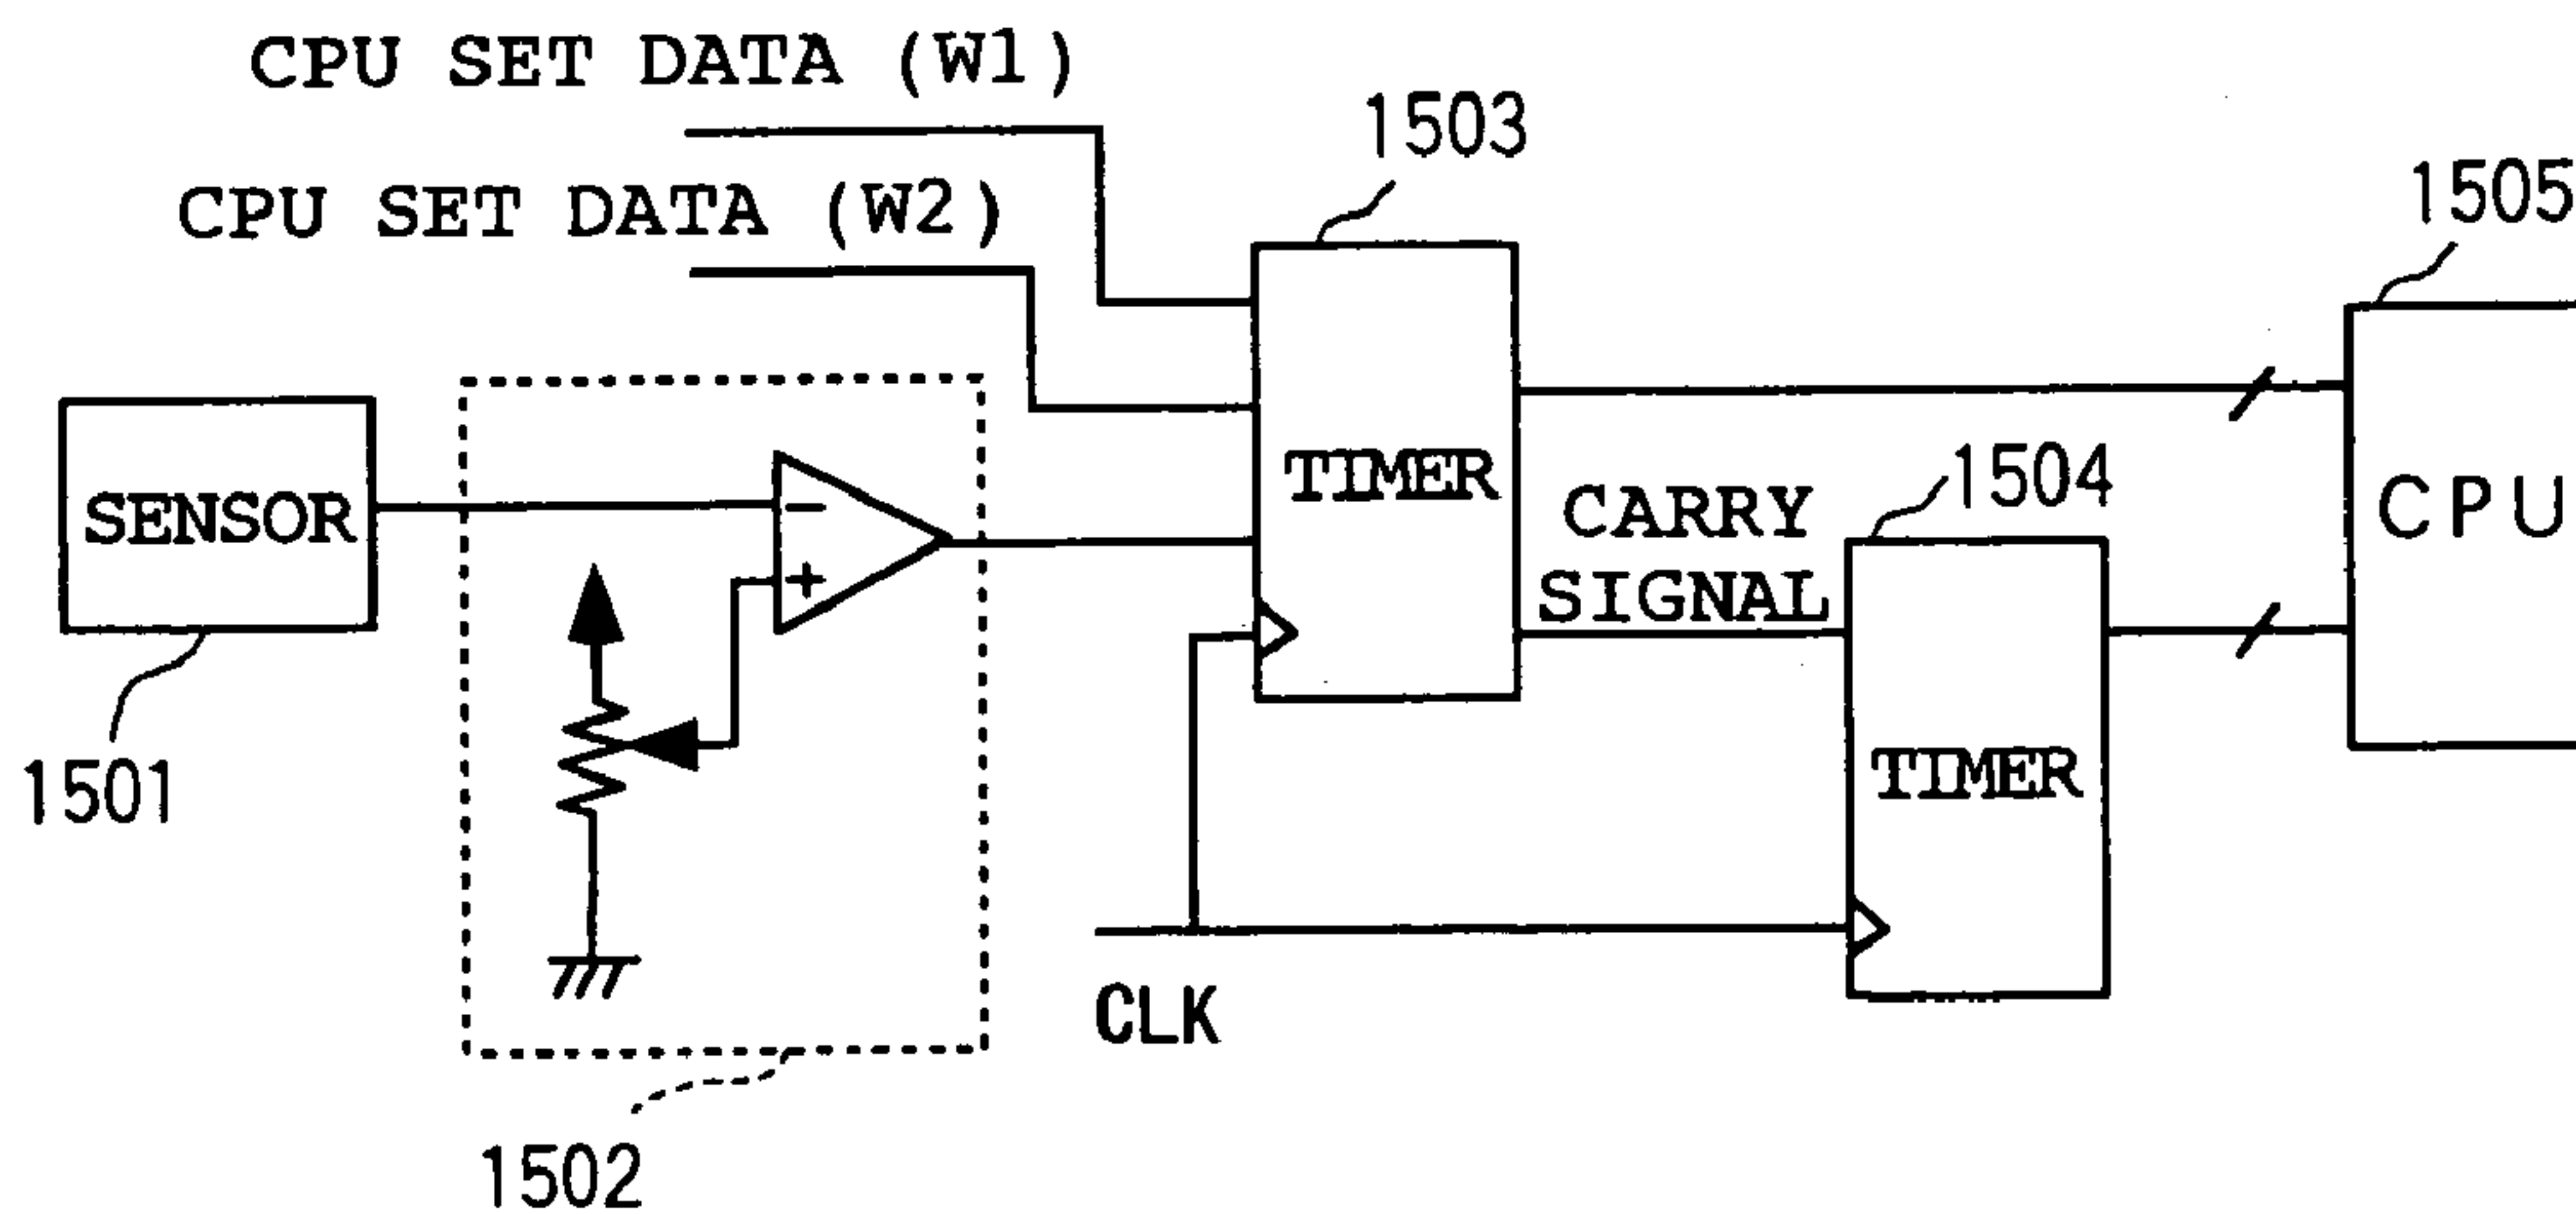 CPU SET DATA (W1)
1503
1505
CPU SET DATA (W2)
1504
TIMER
CARRY
SIGNAL
CPU
SENSOR
-
+
TIMER
1501
CLK
1502